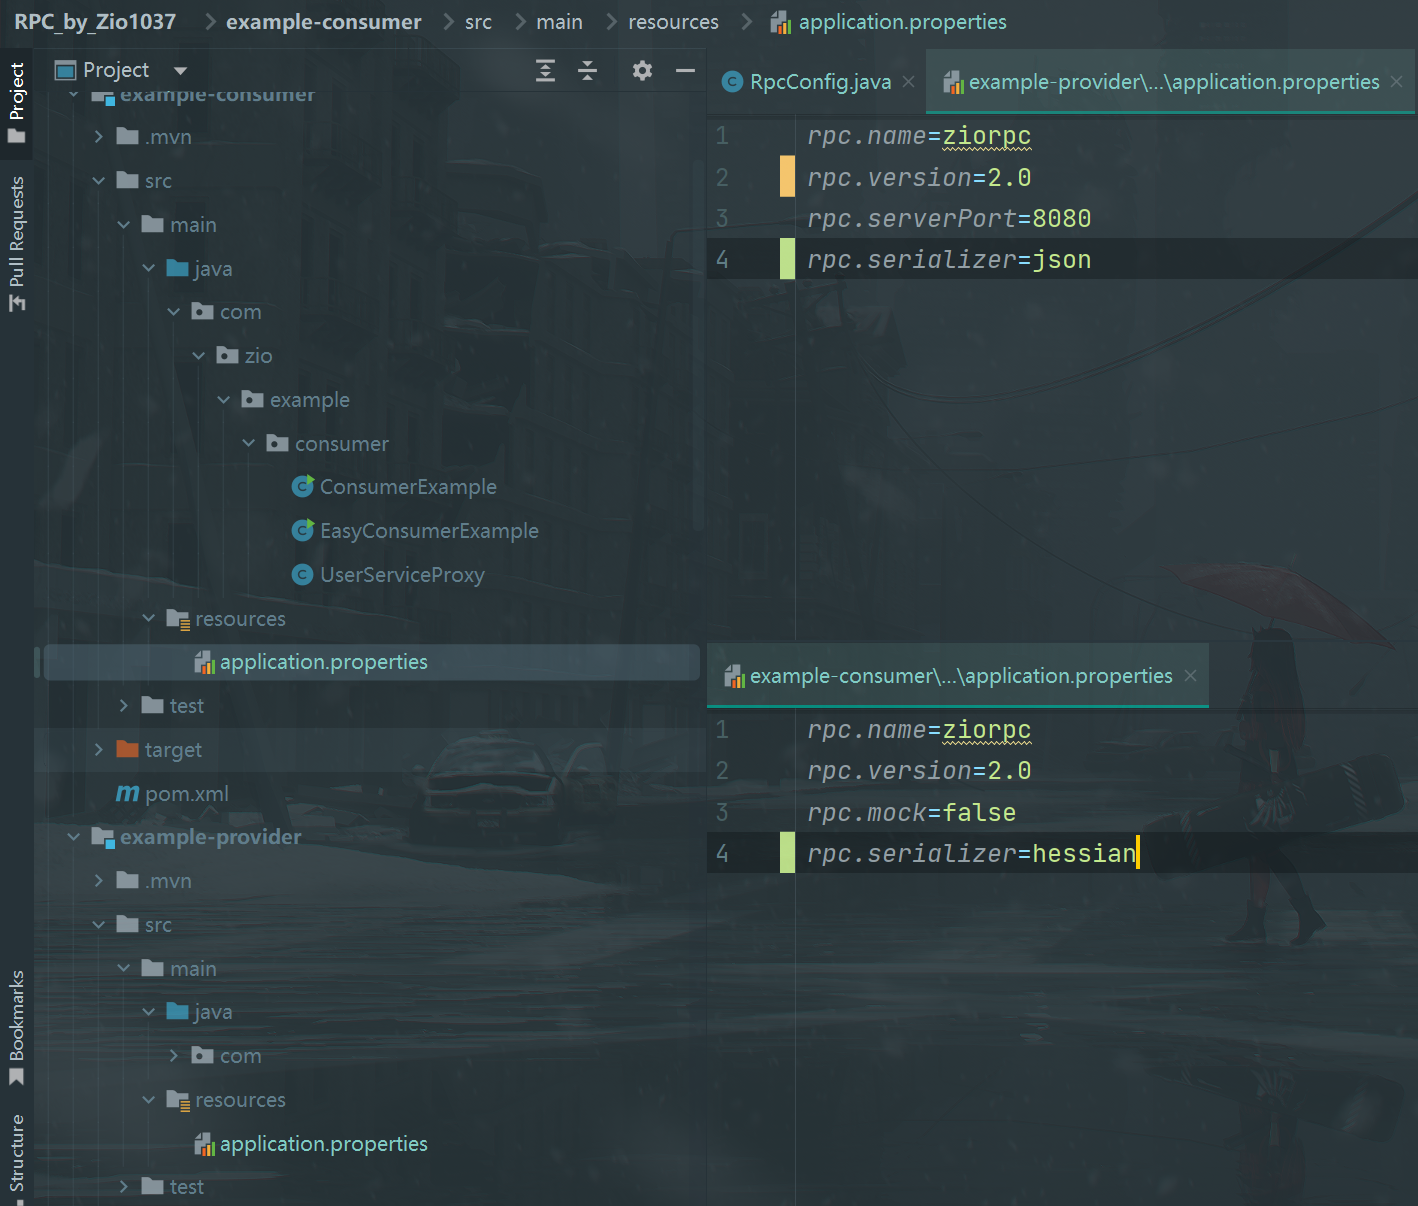 RPC_by_Zio1037 example-consumer src main resources application.properties
Project
Pull Requests
Bookmarks
Structure
Project
example-consumer
.mvn
src
main
java
com
zio
example
consumer
ConsumerExample
EasyConsumerExample
UserServiceProxy
resources
application.properties
test
target
pom.xml
example-provider
.mvn
src
main
java
com
resources
application.properties
test
RpcConfig.java example-provider\...\application.properties
1 rpc.name=ziorpc
2 rpc.version=2.0
3 rpc.serverPort=8080
4 rpc.serializer=json
example-consumer\...\application.properties
1 rpc.name=ziorpc
2 rpc.version=2.0
3 rpc.mock=false
4 rpc.serializer=hessian